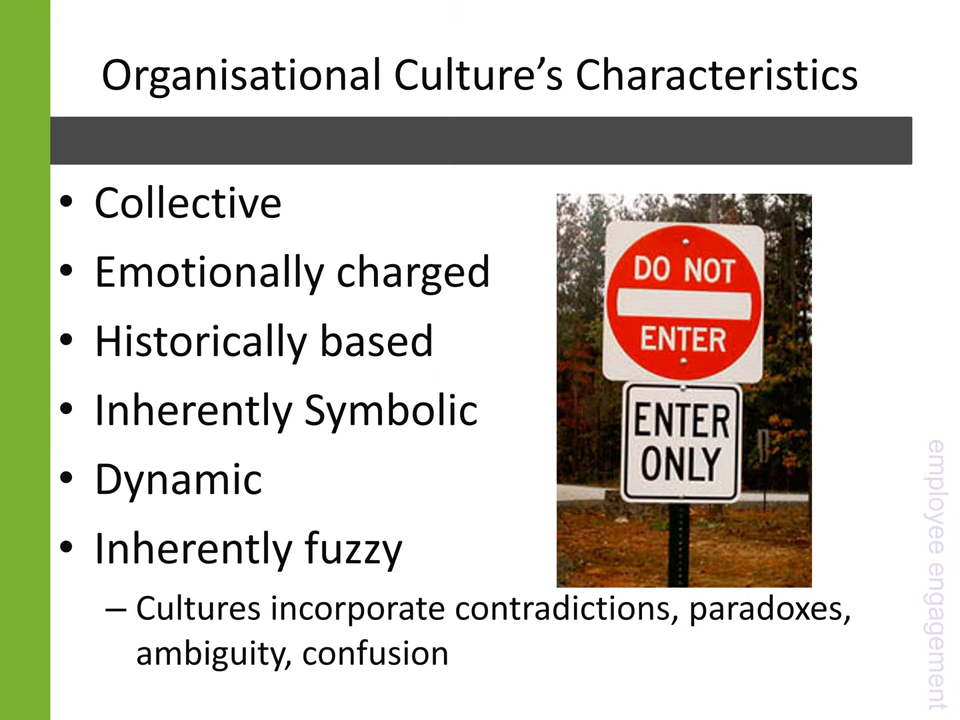 Organisational Culture’s Characteristics
• Collective
• Emotionally charged
• Historically based
• Inherently Symbolic
• Dynamic
• Inherently fuzzy
– Cultures incorporate contradictions, paradoxes,
ambiguity, confusion
DO NOT
ENTER
ENTER
ONLY
employee engagement